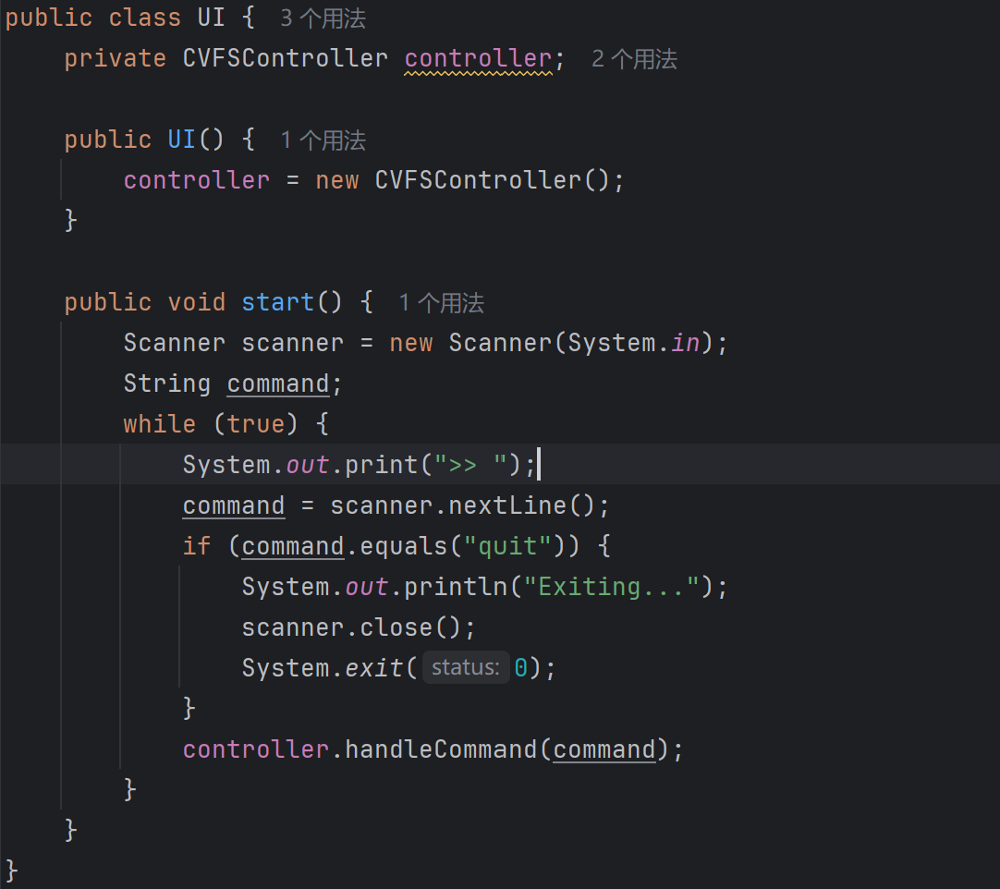 public class UI { 3 个用法
    private CVFSController controller; 2 个用法
    public UI() { 1 个用法
        controller = new CVFSController();
    }
    public void start() { 1 个用法
        Scanner scanner = new Scanner(System.in);
        String command;
        while (true) {
            System.out.print(">> ");
            command = scanner.nextLine();
            if (command.equals("quit")) {
                System.out.println("Exiting...");
                scanner.close();
                System.exit( status: 0);
            }
            controller.handleCommand(command);
        }
    }
}